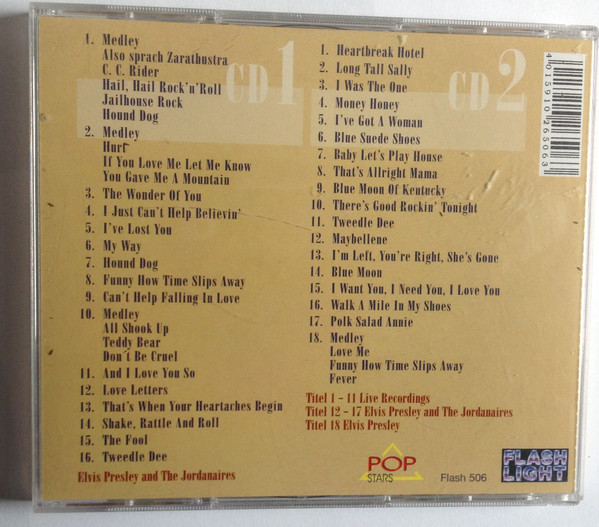 CD 1
1. Medley
Also sprach Zarathustra
C. C. Rider
Hail, Hail Rock'n'Roll
Jailhouse Rock
Hound Dog
2. Medley
Hurt
If You Love Me Let Me Know
You Gave Me A Mountain
3. The Wonder Of You
4. I Just Can't Help Believin'
5. I've Lost You
6. My Way
7. Hound Dog
8. Funny How Time Slips Away
9. Can't Help Falling In Love
10. Medley
All Shook Up
Teddy Bear
Don't Be Cruel
11. And I Love You So
12. Love Letters
13. That's When Your Heartaches Begin
14. Shake, Rattle And Roll
15. The Fool
16. Tweedle Dee
Elvis Presley and The Jordanaires
CD 2
1. Heartbreak Hotel
2. Long Tall Sally
3. I Was The One
4. Money Honey
5. I've Got A Woman
6. Blue Suede Shoes
7. Baby Let's Play House
8. That's Allright Mama
9. Blue Moon Of Kentucky
10. There's Good Rockin' Tonight
11. Tweedle Dee
12. Maybellene
13. I'm Left, You're Right, She's Gone
14. Blue Moon
15. I Want You, I Need You, I Love You
16. Walk A Mile In My Shoes
17. Polk Salad Annie
18. Medley
Love Me
Funny How Time Slips Away
Fever
Titel 1 – 11 Live Recordings
Titel 12 – 17 Elvis Presley and The Jordanaires
Titel 18 Elvis Presley
POP
STARS
Flash 506
FLASH
LIGHT
4 015910 265063